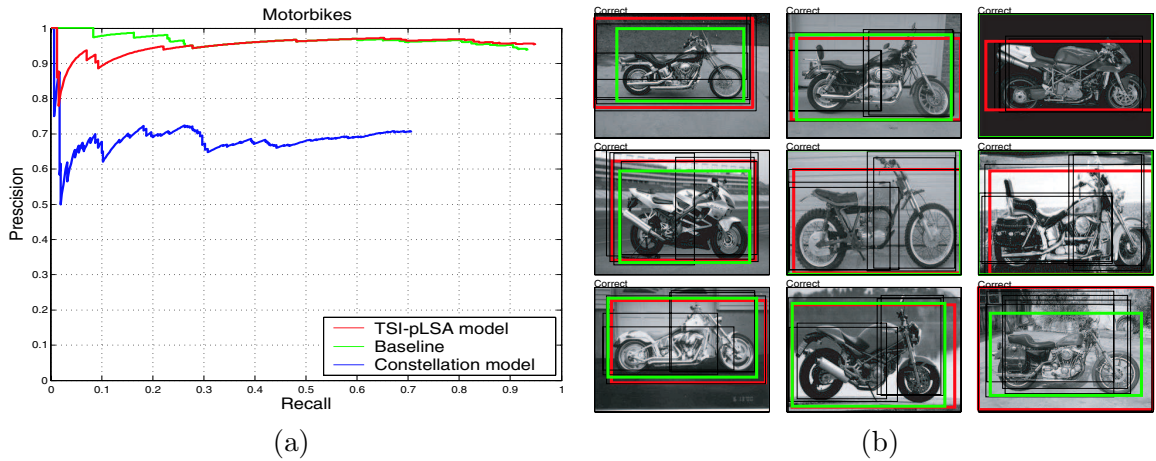 Motorbikes
Prescision
1
0.9
0.8
0.7
0.6
0.5
0.4
0.3
0.2
0.1
0
0 0.1 0.2 0.3 0.4 0.5 0.6 0.7 0.8 0.9 1
Recall
TSI-pLSA model
Baseline
Constellation model
(a)
Correct Correct Correct
Correct Correct Correct
Correct Correct Correct
(b)